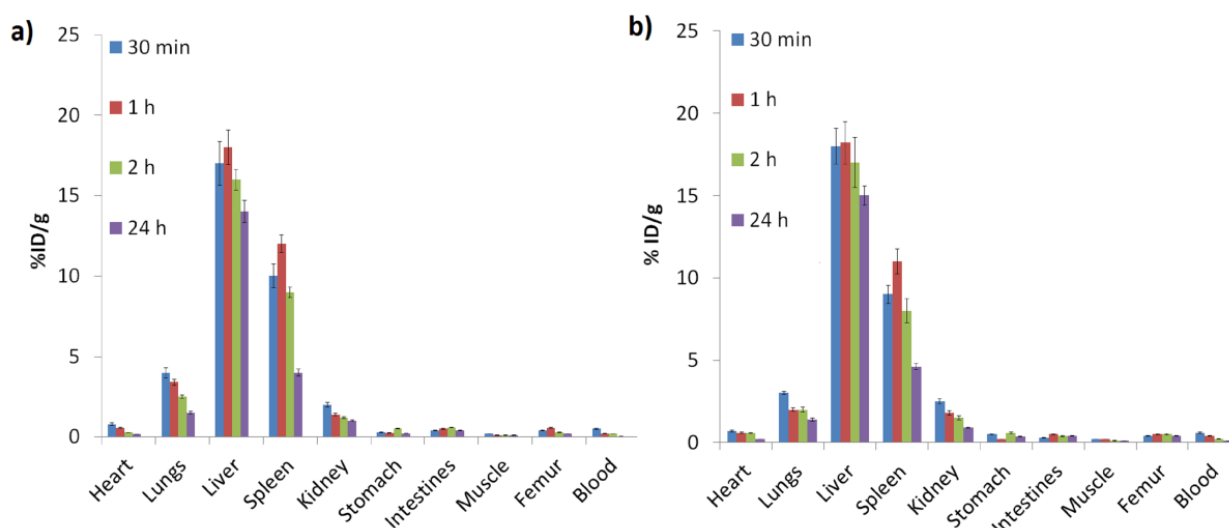 a)
25
20
15
10
5
0
%ID/g
30 min
1 h
2 h
24 h
Heart
Lungs
Liver
Spleen
Kidney
Stomach
Intestines
Muscle
Femur
Blood
b)
25
20
15
10
5
0
% ID/g
30 min
1 h
2 h
24 h
Heart
Lungs
Liver
Spleen
Kidney
Stomach
Intestines
Muscle
Femur
Blood